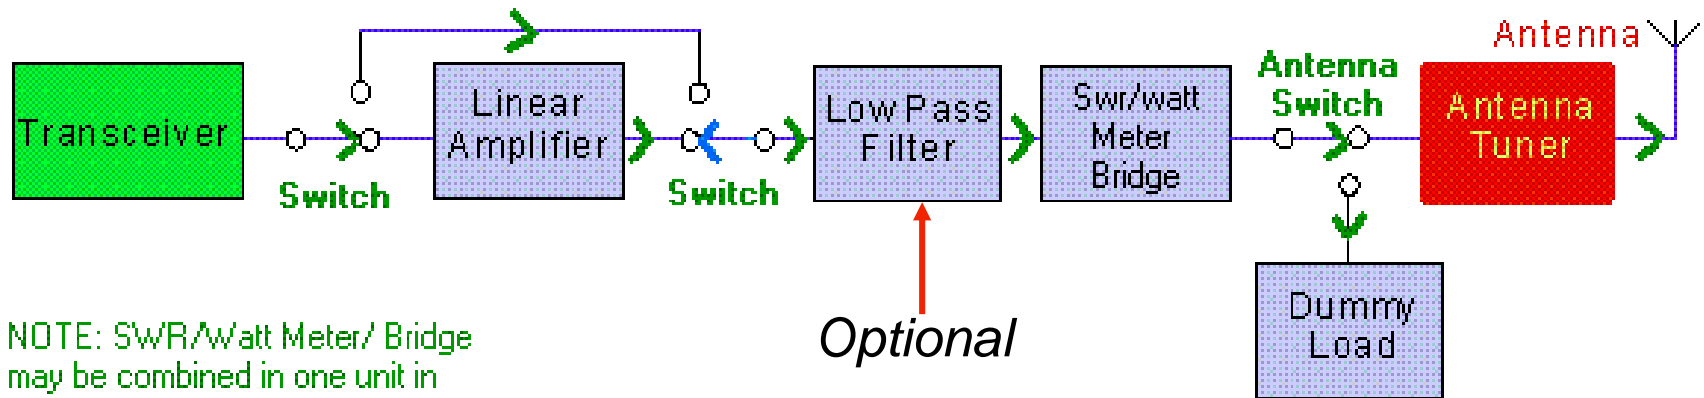 Transceiver
Switch
Linear
Amplifier
Switch
Low Pass
Filter
Optional
Swr/watt
Meter
Bridge
Antenna
Switch
Dummy
Load
Antenna
Tuner
Antenna
NOTE: SWR/Watt Meter/ Bridge
may be combined in one unit in